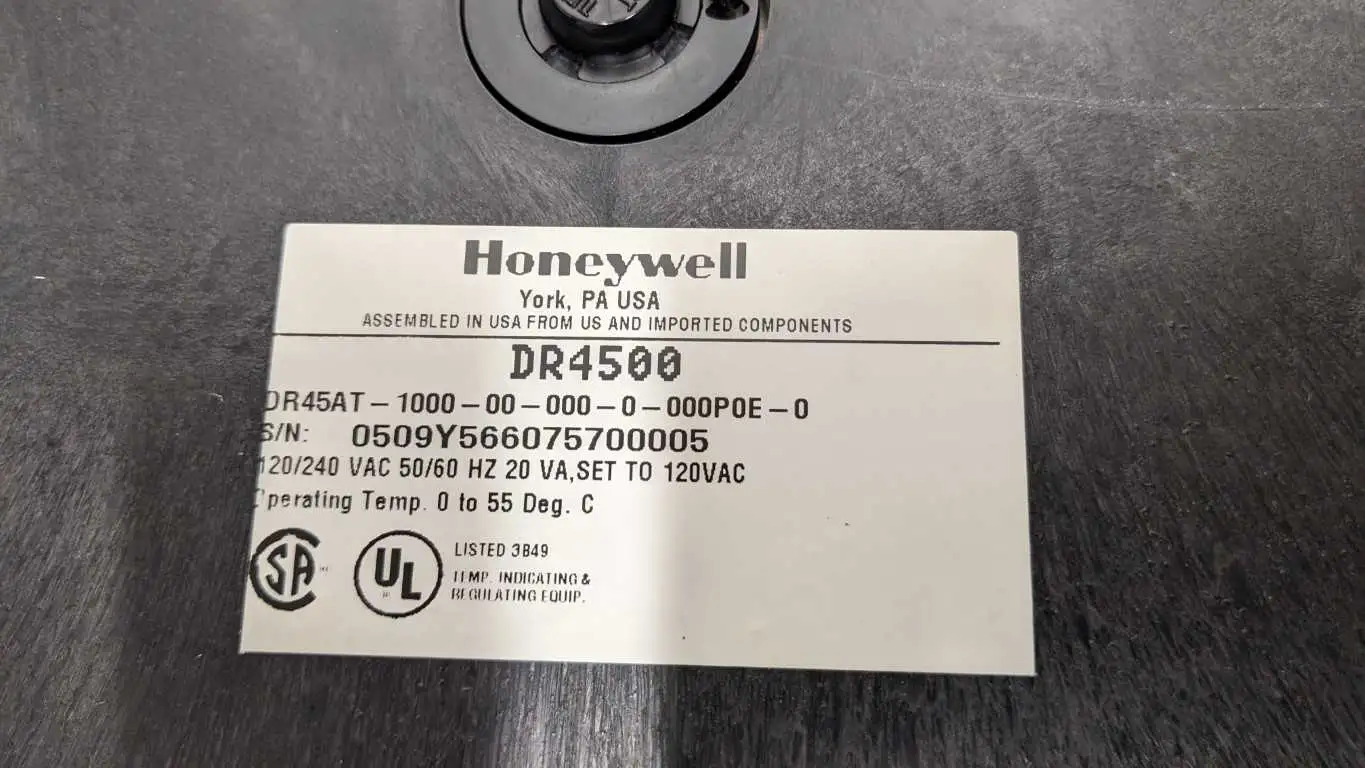 Honeywell
York, PA USA
ASSEMBLED IN USA FROM US AND IMPORTED COMPONENTS
DR4500
DR45AT-1000-00-000-0-000P0E-0
S/N: 0509Y566075700005
120/240 VAC 50/60 HZ 20 VA,SET TO 120VAC
Operating Temp. 0 to 55 Deg. C
SA
UL
LISTED 3B49
TEMP. INDICATING &
REGULATING EQUIP.